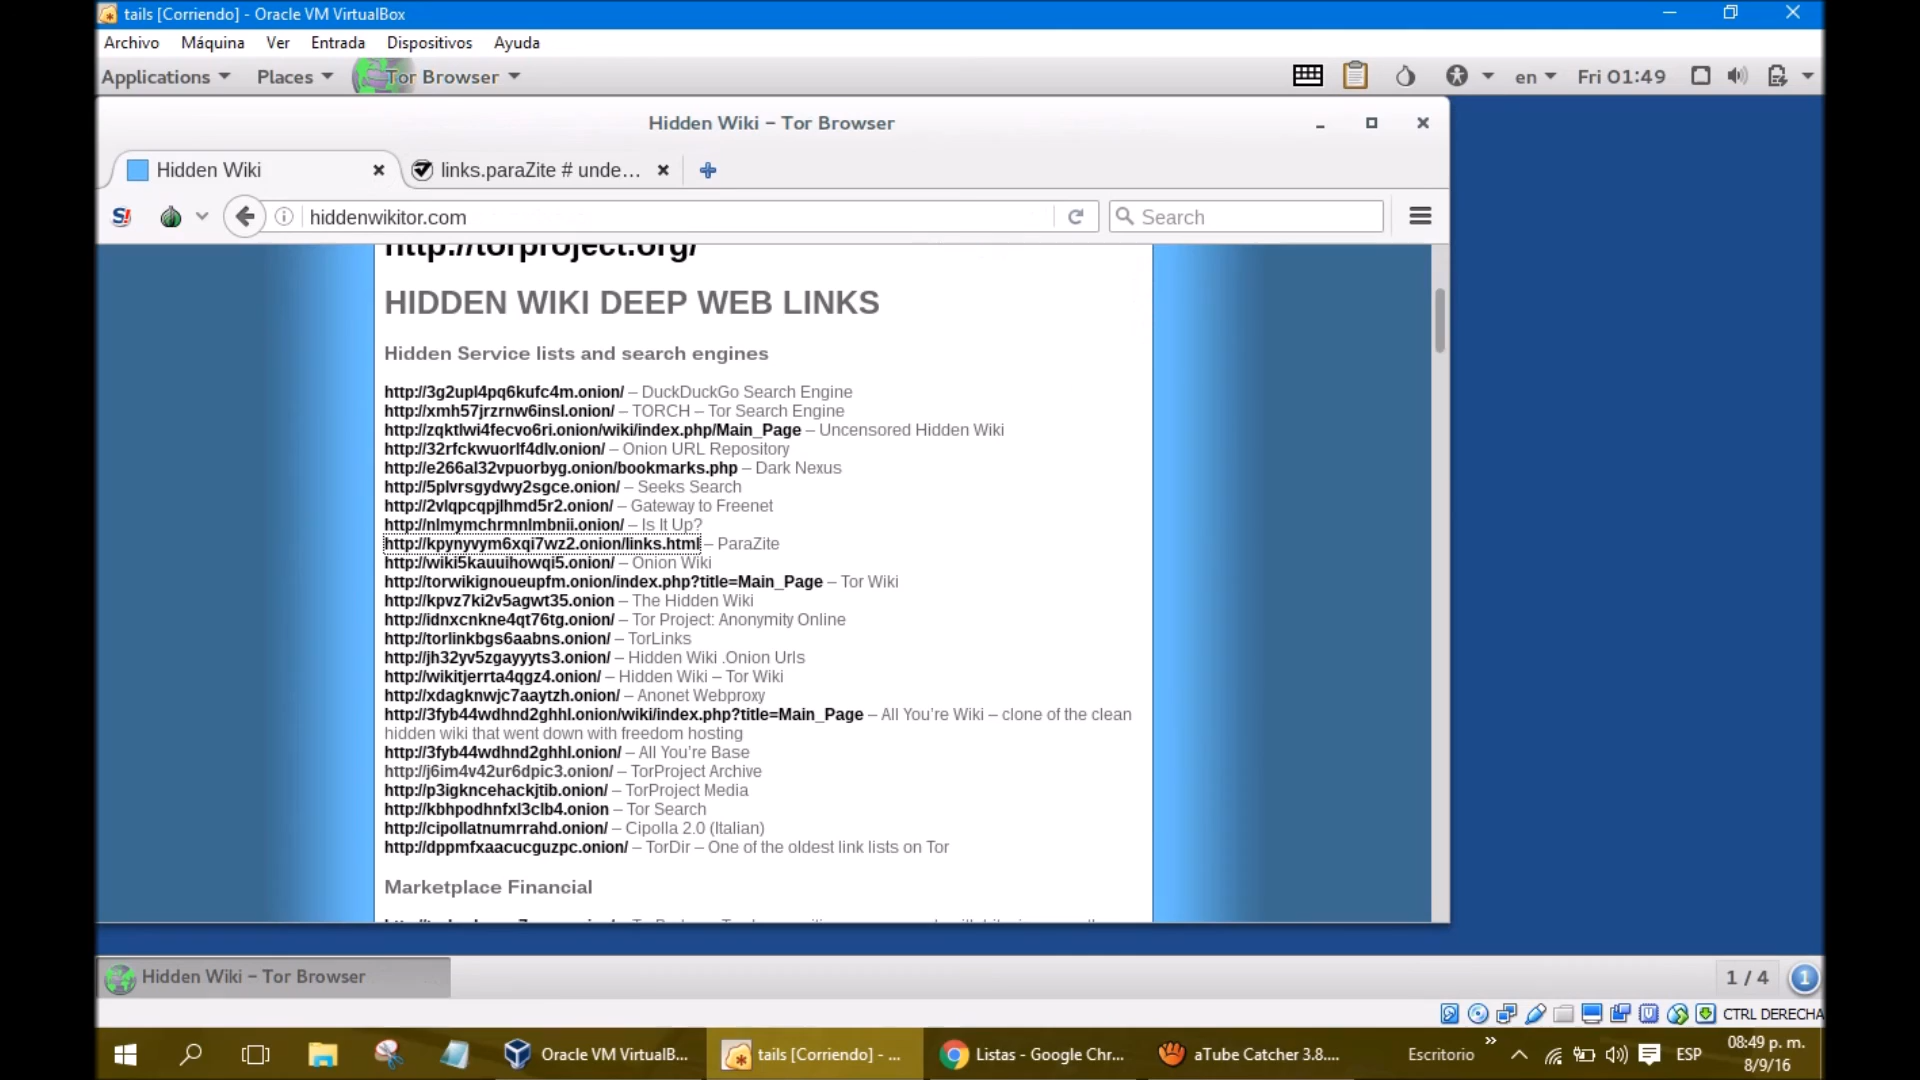 tails [Corriendo] - Oracle VM VirtualBox
Archivo Máquina Ver Entrada Dispositivos Ayuda
Applications Places Tor Browser en Fri 01:49
Hidden Wiki – Tor Browser
Hidden Wiki links.paraZite # unde...
S! hiddenwikitor.com Search
http://torproject.org/
HIDDEN WIKI DEEP WEB LINKS
Hidden Service lists and search engines
http://3g2upl4pq6kufc4m.onion/ – DuckDuckGo Search Engine
http://xmh57jrzrnw6insl.onion/ – TORCH – Tor Search Engine
http://zqktlwi4fecvo6ri.onion/wiki/index.php/Main_Page – Uncensored Hidden Wiki
http://32rfckwuorlf4dlv.onion/ – Onion URL Repository
http://e266al32vpuorbyg.onion/bookmarks.php – Dark Nexus
http://5plvrsgydwy2sgce.onion/ – Seeks Search
http://2vlqpcqpjlhmd5r2.onion/ – Gateway to Freenet
http://nlmymchrmnlmbnii.onion/ – Is It Up?
http://kpynyvym6xqi7wz2.onion/links.html – ParaZite
http://wiki5kauuihowqi5.onion/ – Onion Wiki
http://torwikignoueupfm.onion/index.php?title=Main_Page – Tor Wiki
http://kpvz7ki2v5agwt35.onion – The Hidden Wiki
http://idnxcnkne4qt76tg.onion/ – Tor Project: Anonymity Online
http://torlinkbgs6aabns.onion/ – TorLinks
http://jh32yv5zgayyyts3.onion/ – Hidden Wiki .Onion Urls
http://wikitjerrta4qgz4.onion/ – Hidden Wiki – Tor Wiki
http://xdagknwjc7aaytzh.onion/ – Anonet Webproxy
http://3fyb44wdhnd2ghhl.onion/wiki/index.php?title=Main_Page – All You’re Wiki – clone of the clean
hidden wiki that went down with freedom hosting
http://3fyb44wdhnd2ghhl.onion/ – All You’re Base
http://j6im4v42ur6dpic3.onion/ – TorProject Archive
http://p3igkncehackjtib.onion/ – TorProject Media
http://kbhpodhnfxl3clb4.onion – Tor Search
http://cipollatnumrrahd.onion/ – Cipolla 2.0 (Italian)
http://dppmfxaacucguzpc.onion/ – TorDir – One of the oldest link lists on Tor
Marketplace Financial
Hidden Wiki – Tor Browser 1 / 4 1
CTRL DERECHA
Oracle VM VirtualB... tails [Corriendo] - ... Listas - Google Chr... aTube Catcher 3.8.... Escritorio » ESP 08:49 p. m.
8/9/16